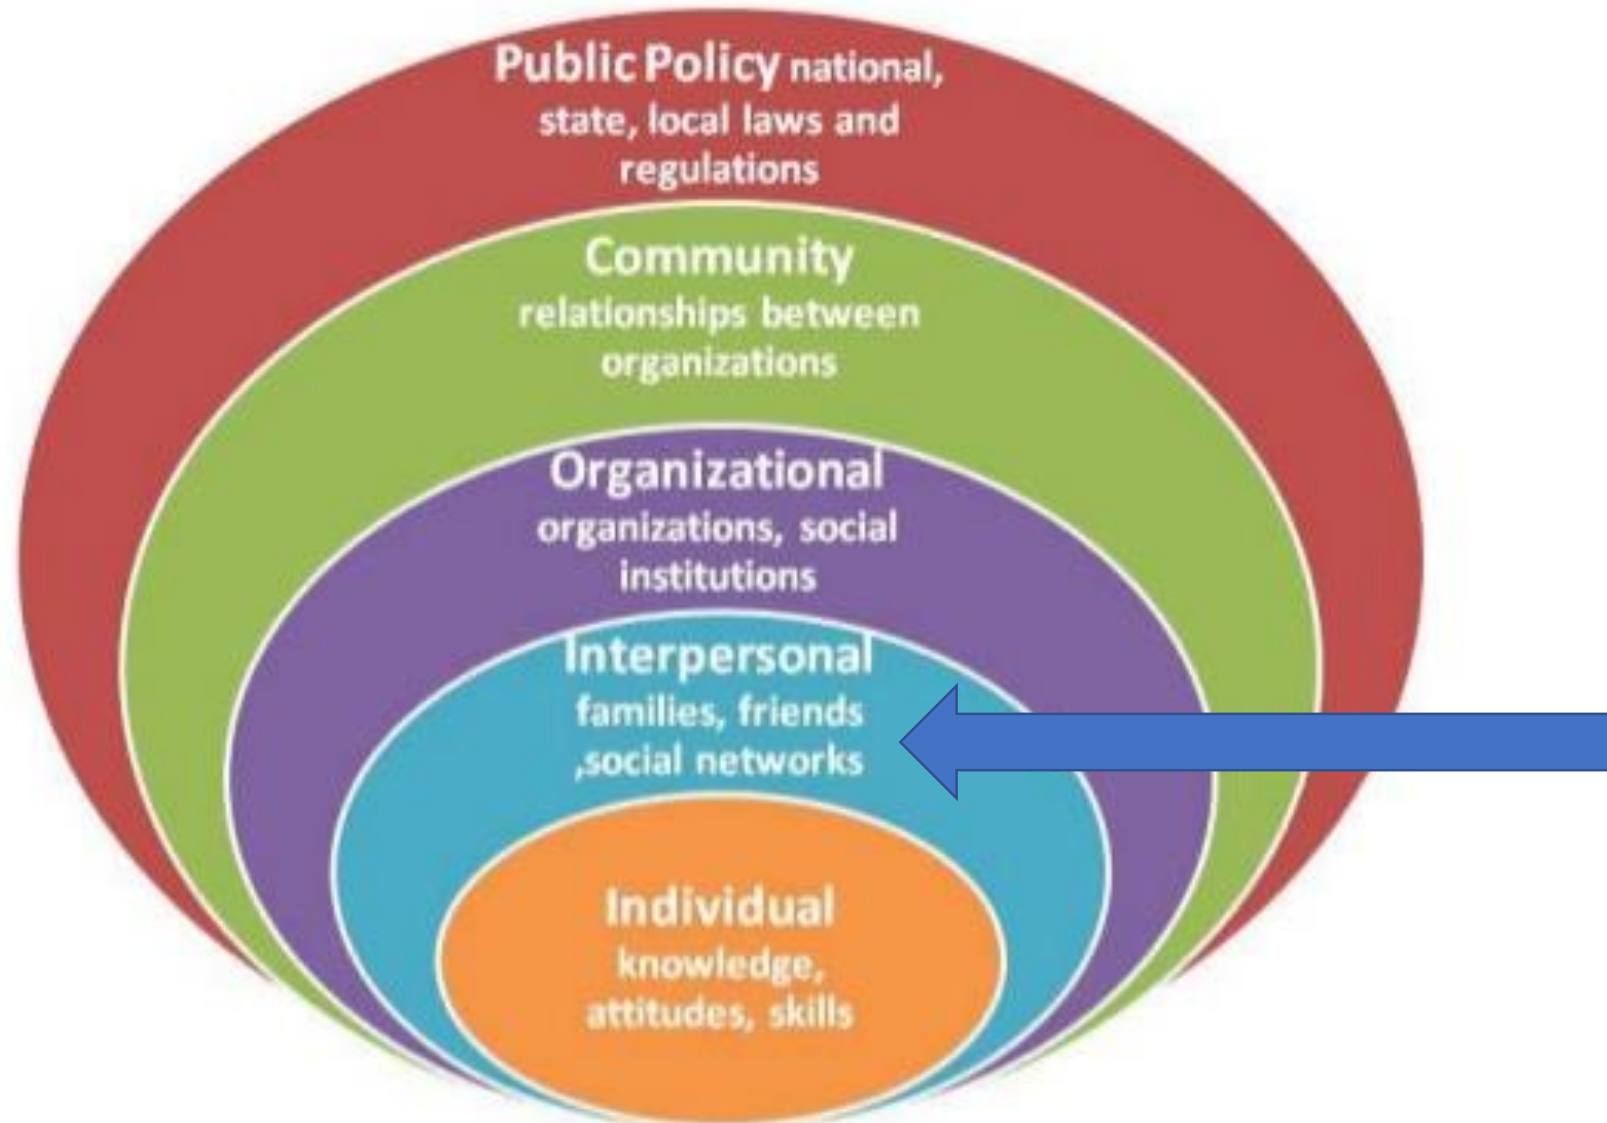 Public Policy national,
state, local laws and
regulations
Community
relationships between
organizations
Organizational
organizations, social
institutions
Interpersonal
families, friends
,social networks
Individual
knowledge,
attitudes, skills